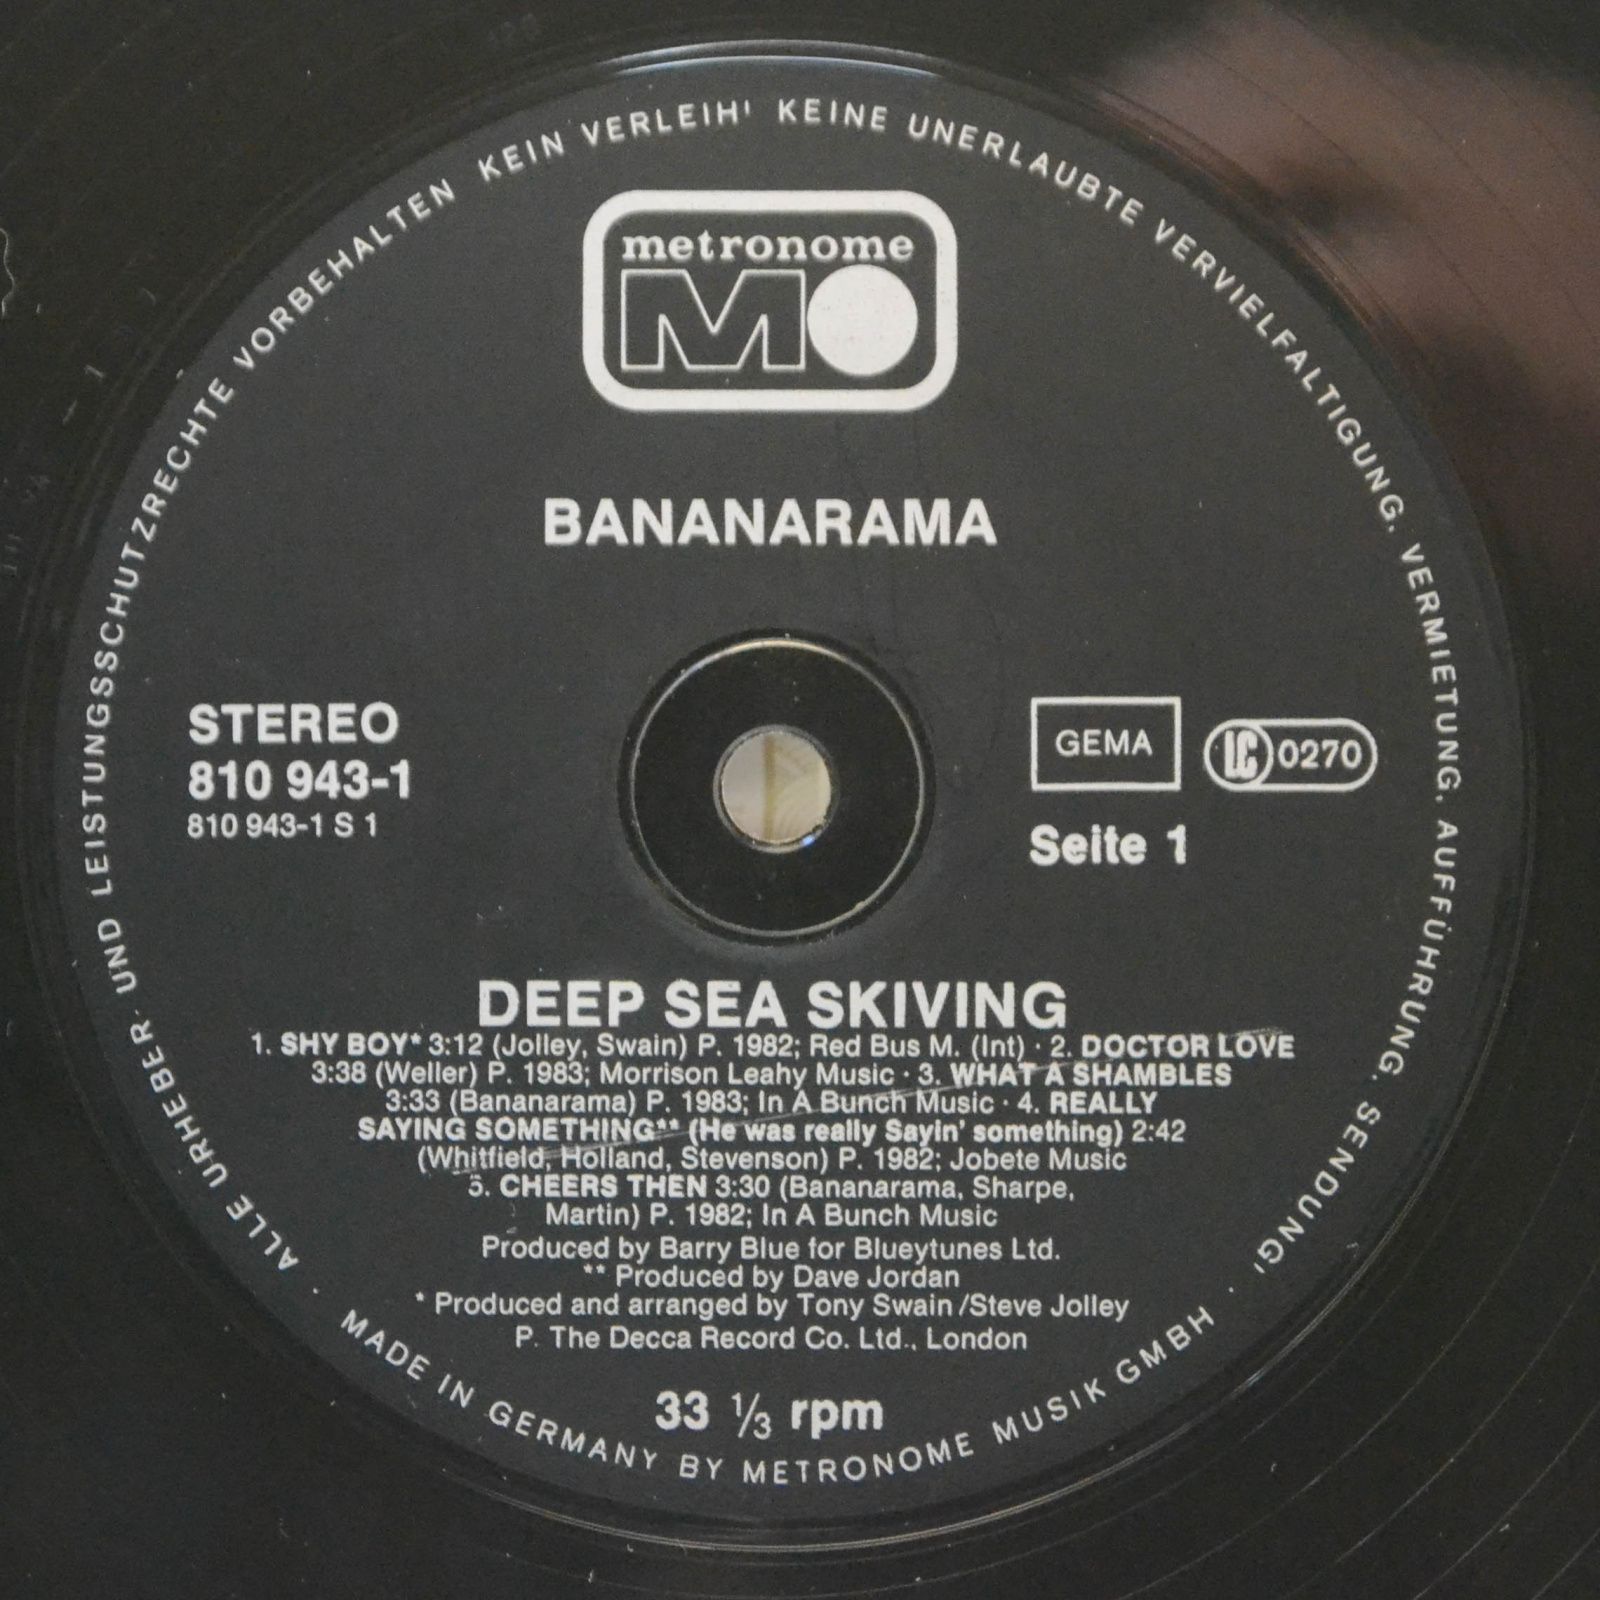 ALLE URHEBER- UND LEISTUNGSSCHUTZRECHTE VORBEHALTEN KEIN VERLEIH! KEINE UNERLAUBTE VERVIELFALTIGUNG, VERMIETUNG, AUFFÜHRUNG, SENDUNG!
metronome
MO
BANANARAMA
STEREO
810 943-1
810 943-1 S 1
GEMA
LC 0270
Seite 1
DEEP SEA SKIVING
1. SHY BOY* 3:12 (Jolley, Swain) P. 1982; Red Bus M. (Int) · 2. DOCTOR LOVE
3:38 (Weller) P. 1983; Morrison Leahy Music · 3. WHAT A SHAMBLES
3:33 (Bananarama) P. 1983; In A Bunch Music · 4. REALLY
SAYING SOMETHING** (He was really Sayin' something) 2:42
(Whitfield, Holland, Stevenson) P. 1982; Jobete Music
5. CHEERS THEN 3:30 (Bananarama, Sharpe,
Martin) P. 1982; In A Bunch Music
Produced by Barry Blue for Blueytunes Ltd.
** Produced by Dave Jordan
* Produced and arranged by Tony Swain/Steve Jolley
P. The Decca Record Co. Ltd., London
33 1/3 rpm
· MADE IN GERMANY BY METRONOME MUSIK GMBH ·